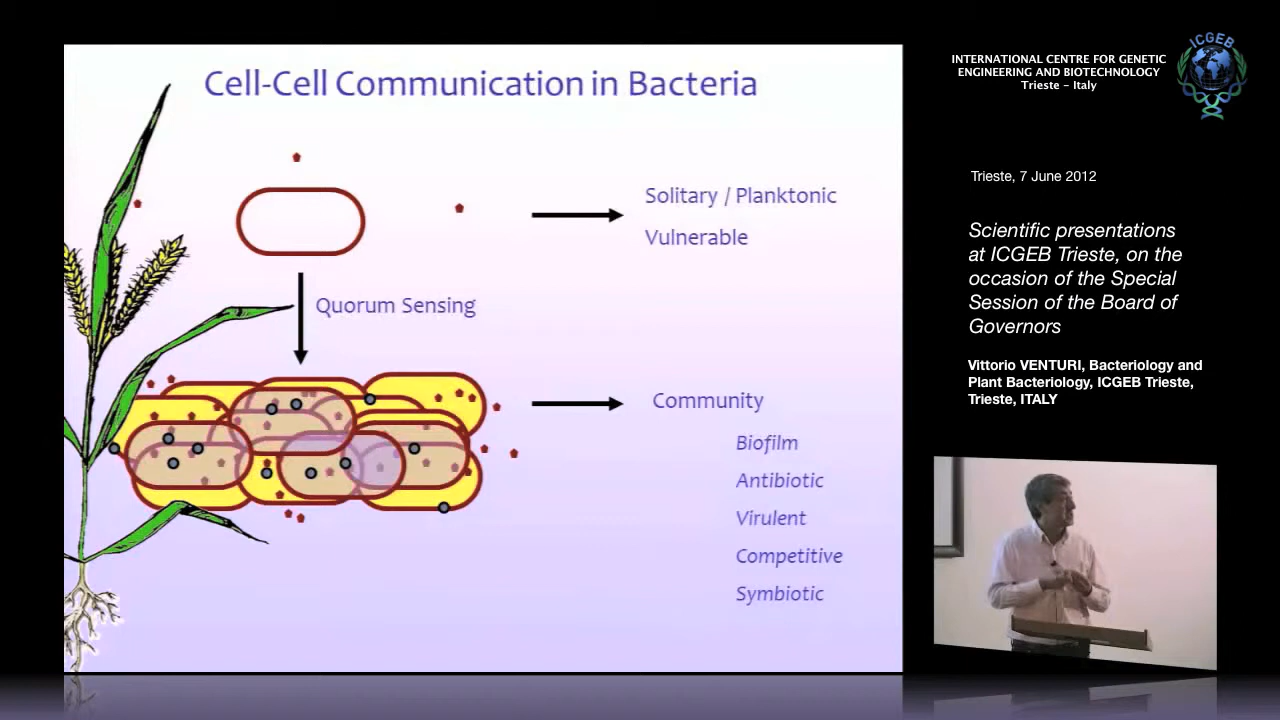 Cell-Cell Communication in Bacteria
Solitary / Planktonic
Vulnerable
Quorum Sensing
Community
Biofilm
Antibiotic
Virulent
Competitive
Symbiotic
INTERNATIONAL CENTRE FOR GENETIC
ENGINEERING AND BIOTECHNOLOGY
Trieste - Italy
ICGEB
Trieste, 7 June 2012
Scientific presentations
at ICGEB Trieste, on the
occasion of the Special
Session of the Board of
Governors
Vittorio VENTURI, Bacteriology and
Plant Bacteriology, ICGEB Trieste,
Trieste, ITALY